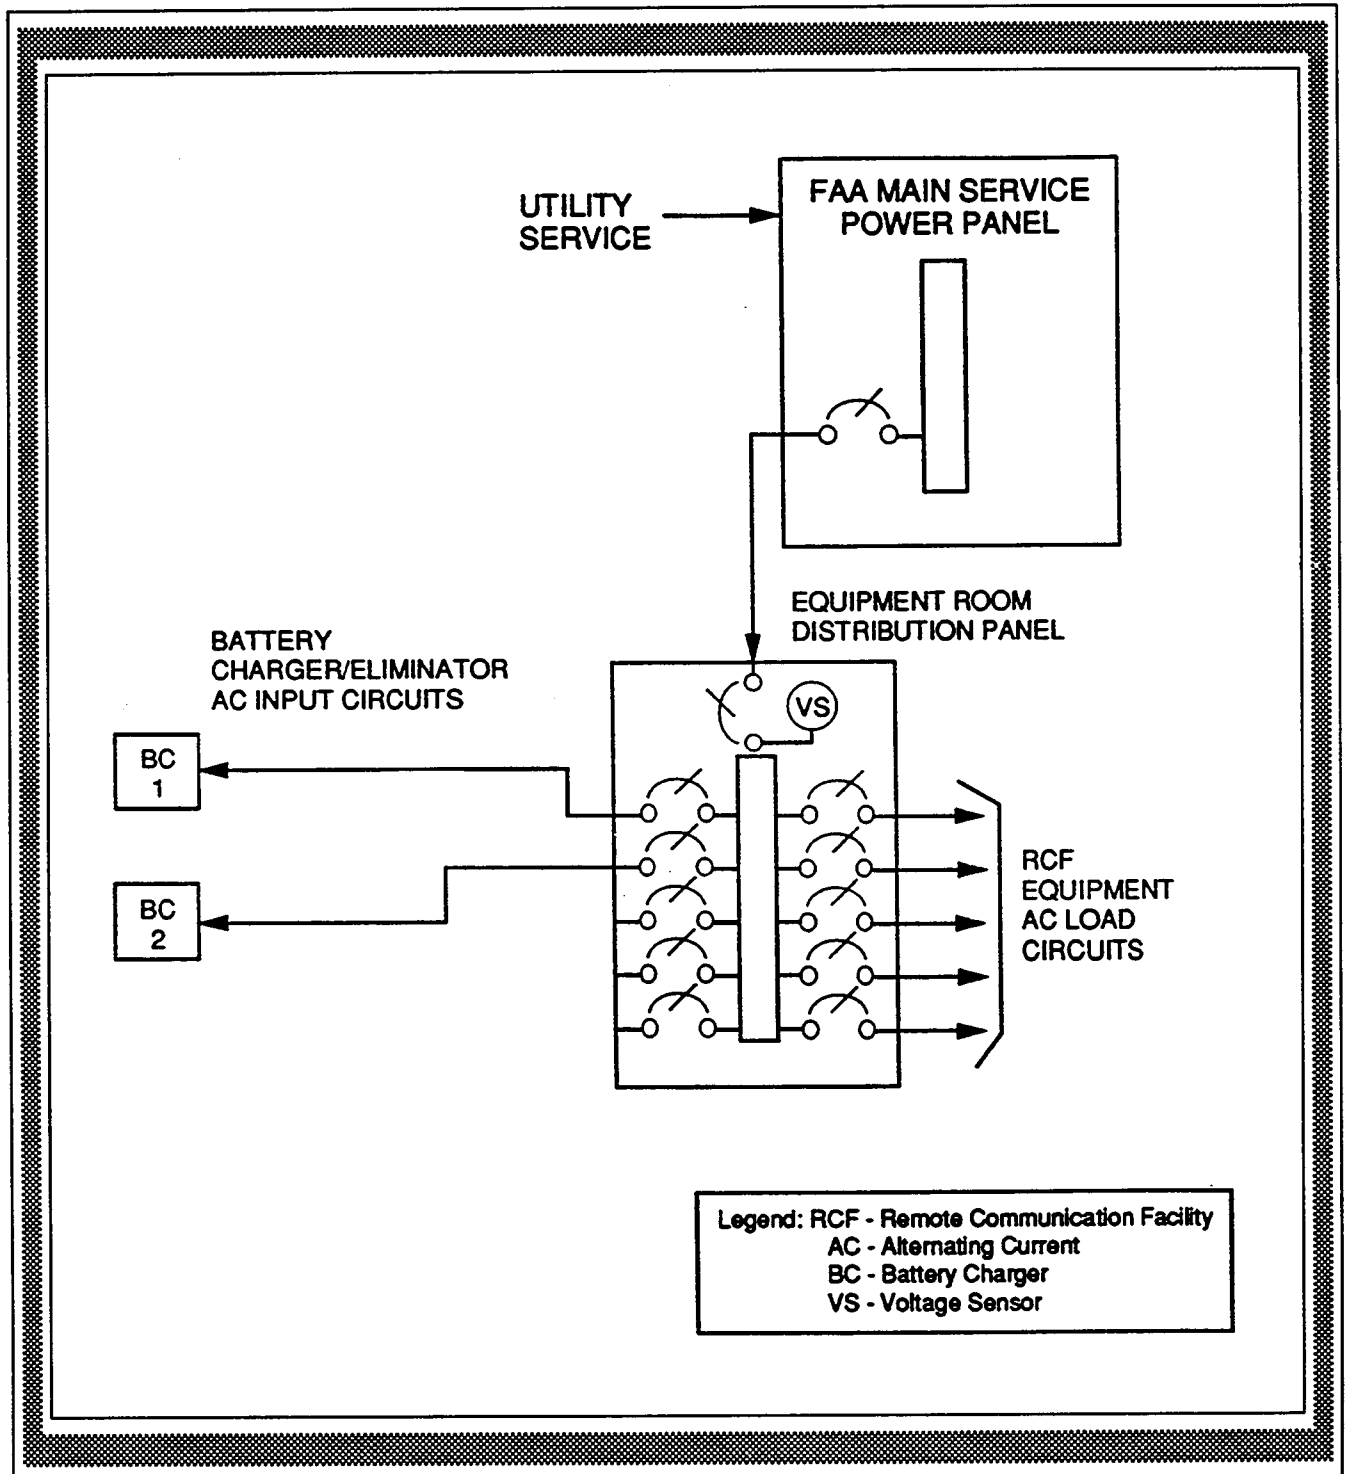 FAA MAIN SERVICE
POWER PANEL
UTILITY
SERVICE
EQUIPMENT ROOM
DISTRIBUTION PANEL
BATTERY
CHARGER/ELIMINATOR
AC INPUT CIRCUITS
VS
BC
1
BC
2
RCF
EQUIPMENT
AC LOAD
CIRCUITS
Legend: RCF - Remote Communication Facility
AC - Alternating Current
BC - Battery Charger
VS - Voltage Sensor